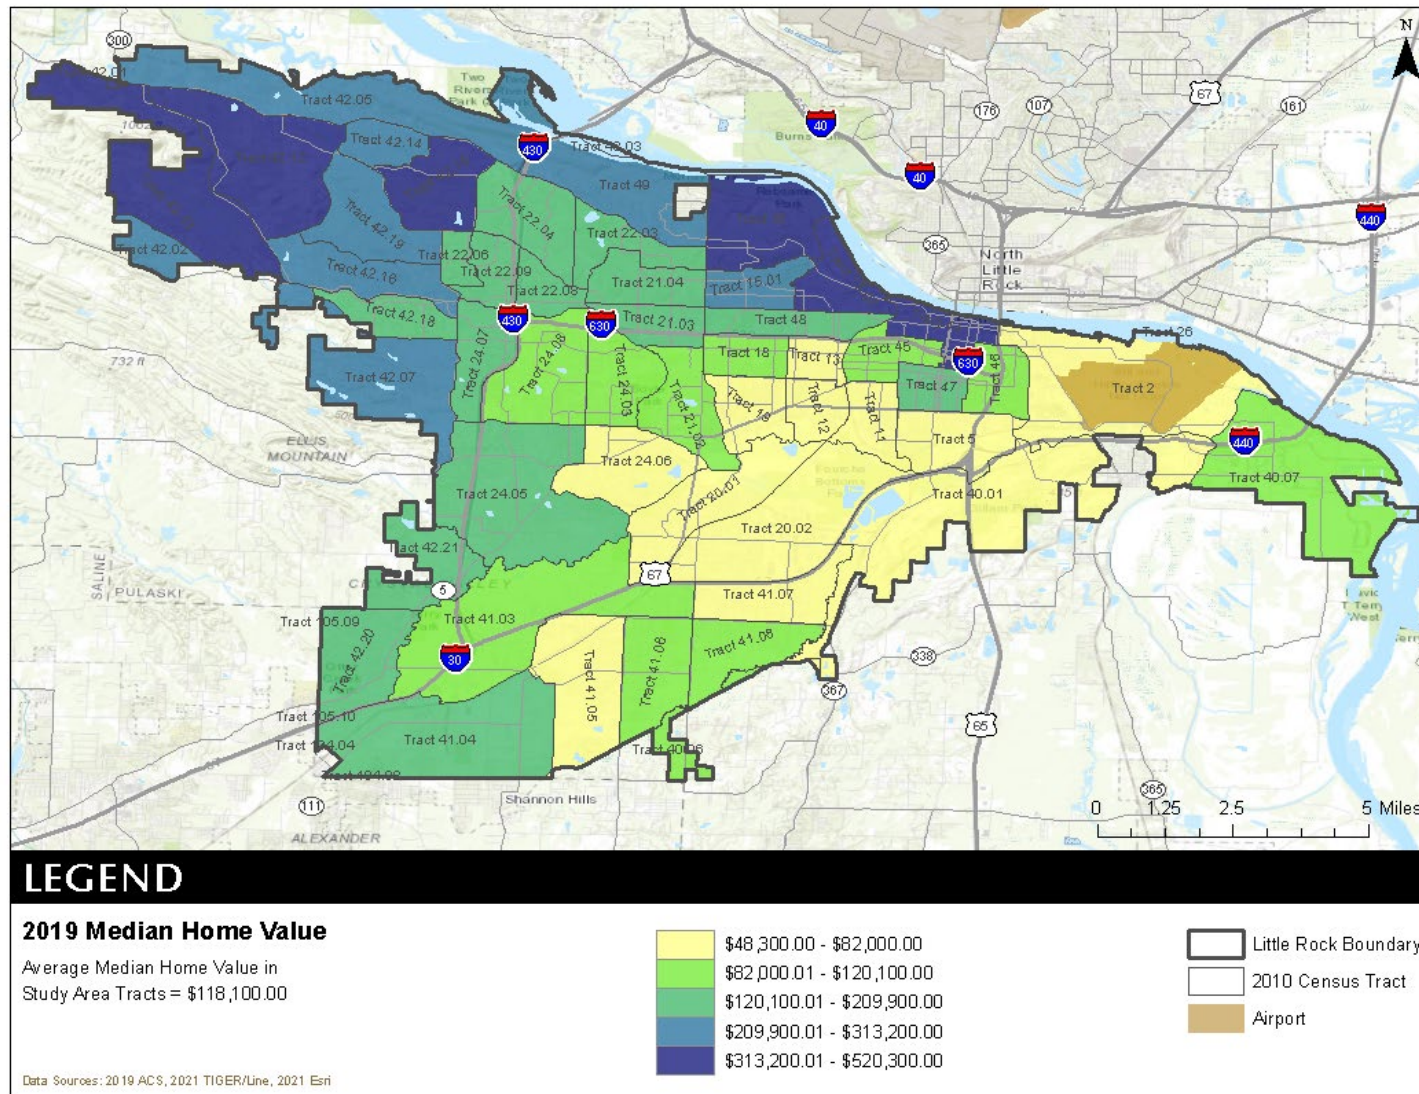 N
300
Tract 42.05
Two
Rivers
Park
67
176
107
161
40
Tract 42.14
430
40
Tract 49
440
Tract 42.02
Tract 42.19
Tract 22.04
Tract 22.03
365
North
Little
Rock
Tract 22.06
Tract 22.09
Tract 42.16
Tract 22.08
Tract 21.04
Tract 15.01
Tract 42.18
430
630
Tract 21.03
Tract 48
Tract 26
732 ft
Tract 24.07
Tract 24.08
Tract 18
Tract 13
Tract 45
630
Tract 46
Tract 42.07
Tract 24.03
Tract 47
Tract 2
Tract 21.02
Tract 12
Tract 11
ELLIS
MOUNTAIN
Tract 5
440
Tract 24.06
Tract 40.07
Tract 24.05
Tract 20.01
Tract 40.01
Tract 20.02
Tract 42.21
67
SALINE
PULASKI
5
Tract 41.07
Tract 105.09
Tract 41.03
Tract 42.20
Tract 41.08
30
Tract 41.06
338
Tract 41.05
367
Tract 105.10
65
Tract 41.04
Shannon Hills
365
111
ALEXANDER
0 1.25 2.5 5 Miles
LEGEND
2019 Median Home Value
Average Median Home Value in
Study Area Tracts = $118,100.00
$48,300.00 - $82,000.00
$82,000.01 - $120,100.00
$120,100.01 - $209,900.00
$209,900.01 - $313,200.00
$313,200.01 - $520,300.00
Little Rock Boundary
2010 Census Tract
Airport
Data Sources: 2019 ACS, 2021 TIGER/Line, 2021 Esri